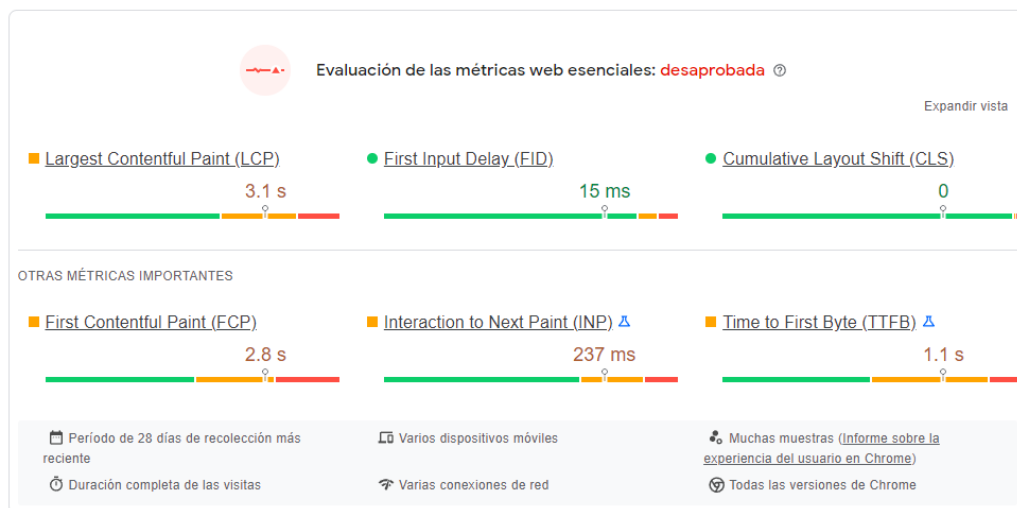 Evaluación de las métricas web esenciales: desaprobada
Expandir vista
Largest Contentful Paint (LCP)
3.1 s
First Input Delay (FID)
15 ms
Cumulative Layout Shift (CLS)
0
OTRAS MÉTRICAS IMPORTANTES
First Contentful Paint (FCP)
2.8 s
Interaction to Next Paint (INP)
237 ms
Time to First Byte (TTFB)
1.1 s
Período de 28 días de recolección más
reciente
Varios dispositivos móviles
Muchas muestras (Informe sobre la
experiencia del usuario en Chrome)
Duración completa de las visitas
Varias conexiones de red
Todas las versiones de Chrome